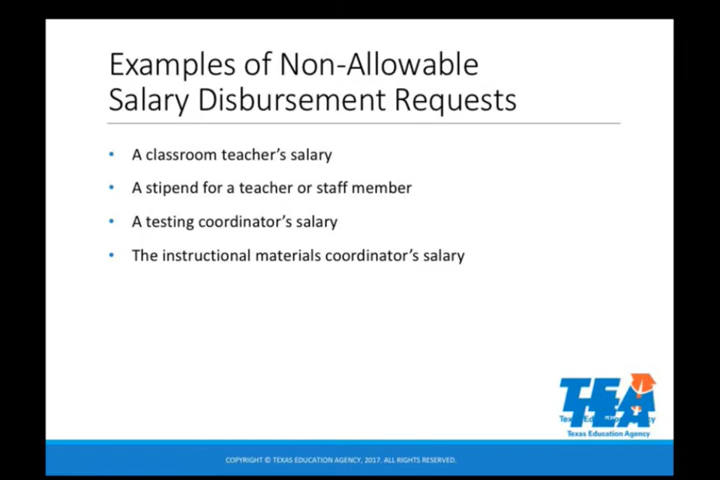 Examples of Non-Allowable
Salary Disbursement Requests
• A classroom teacher's salary
• A stipend for a teacher or staff member
• A testing coordinator's salary
• The instructional materials coordinator's salary
TEA
Texas Education Agency
COPYRIGHT © TEXAS EDUCATION AGENCY, 2017. ALL RIGHTS RESERVED.